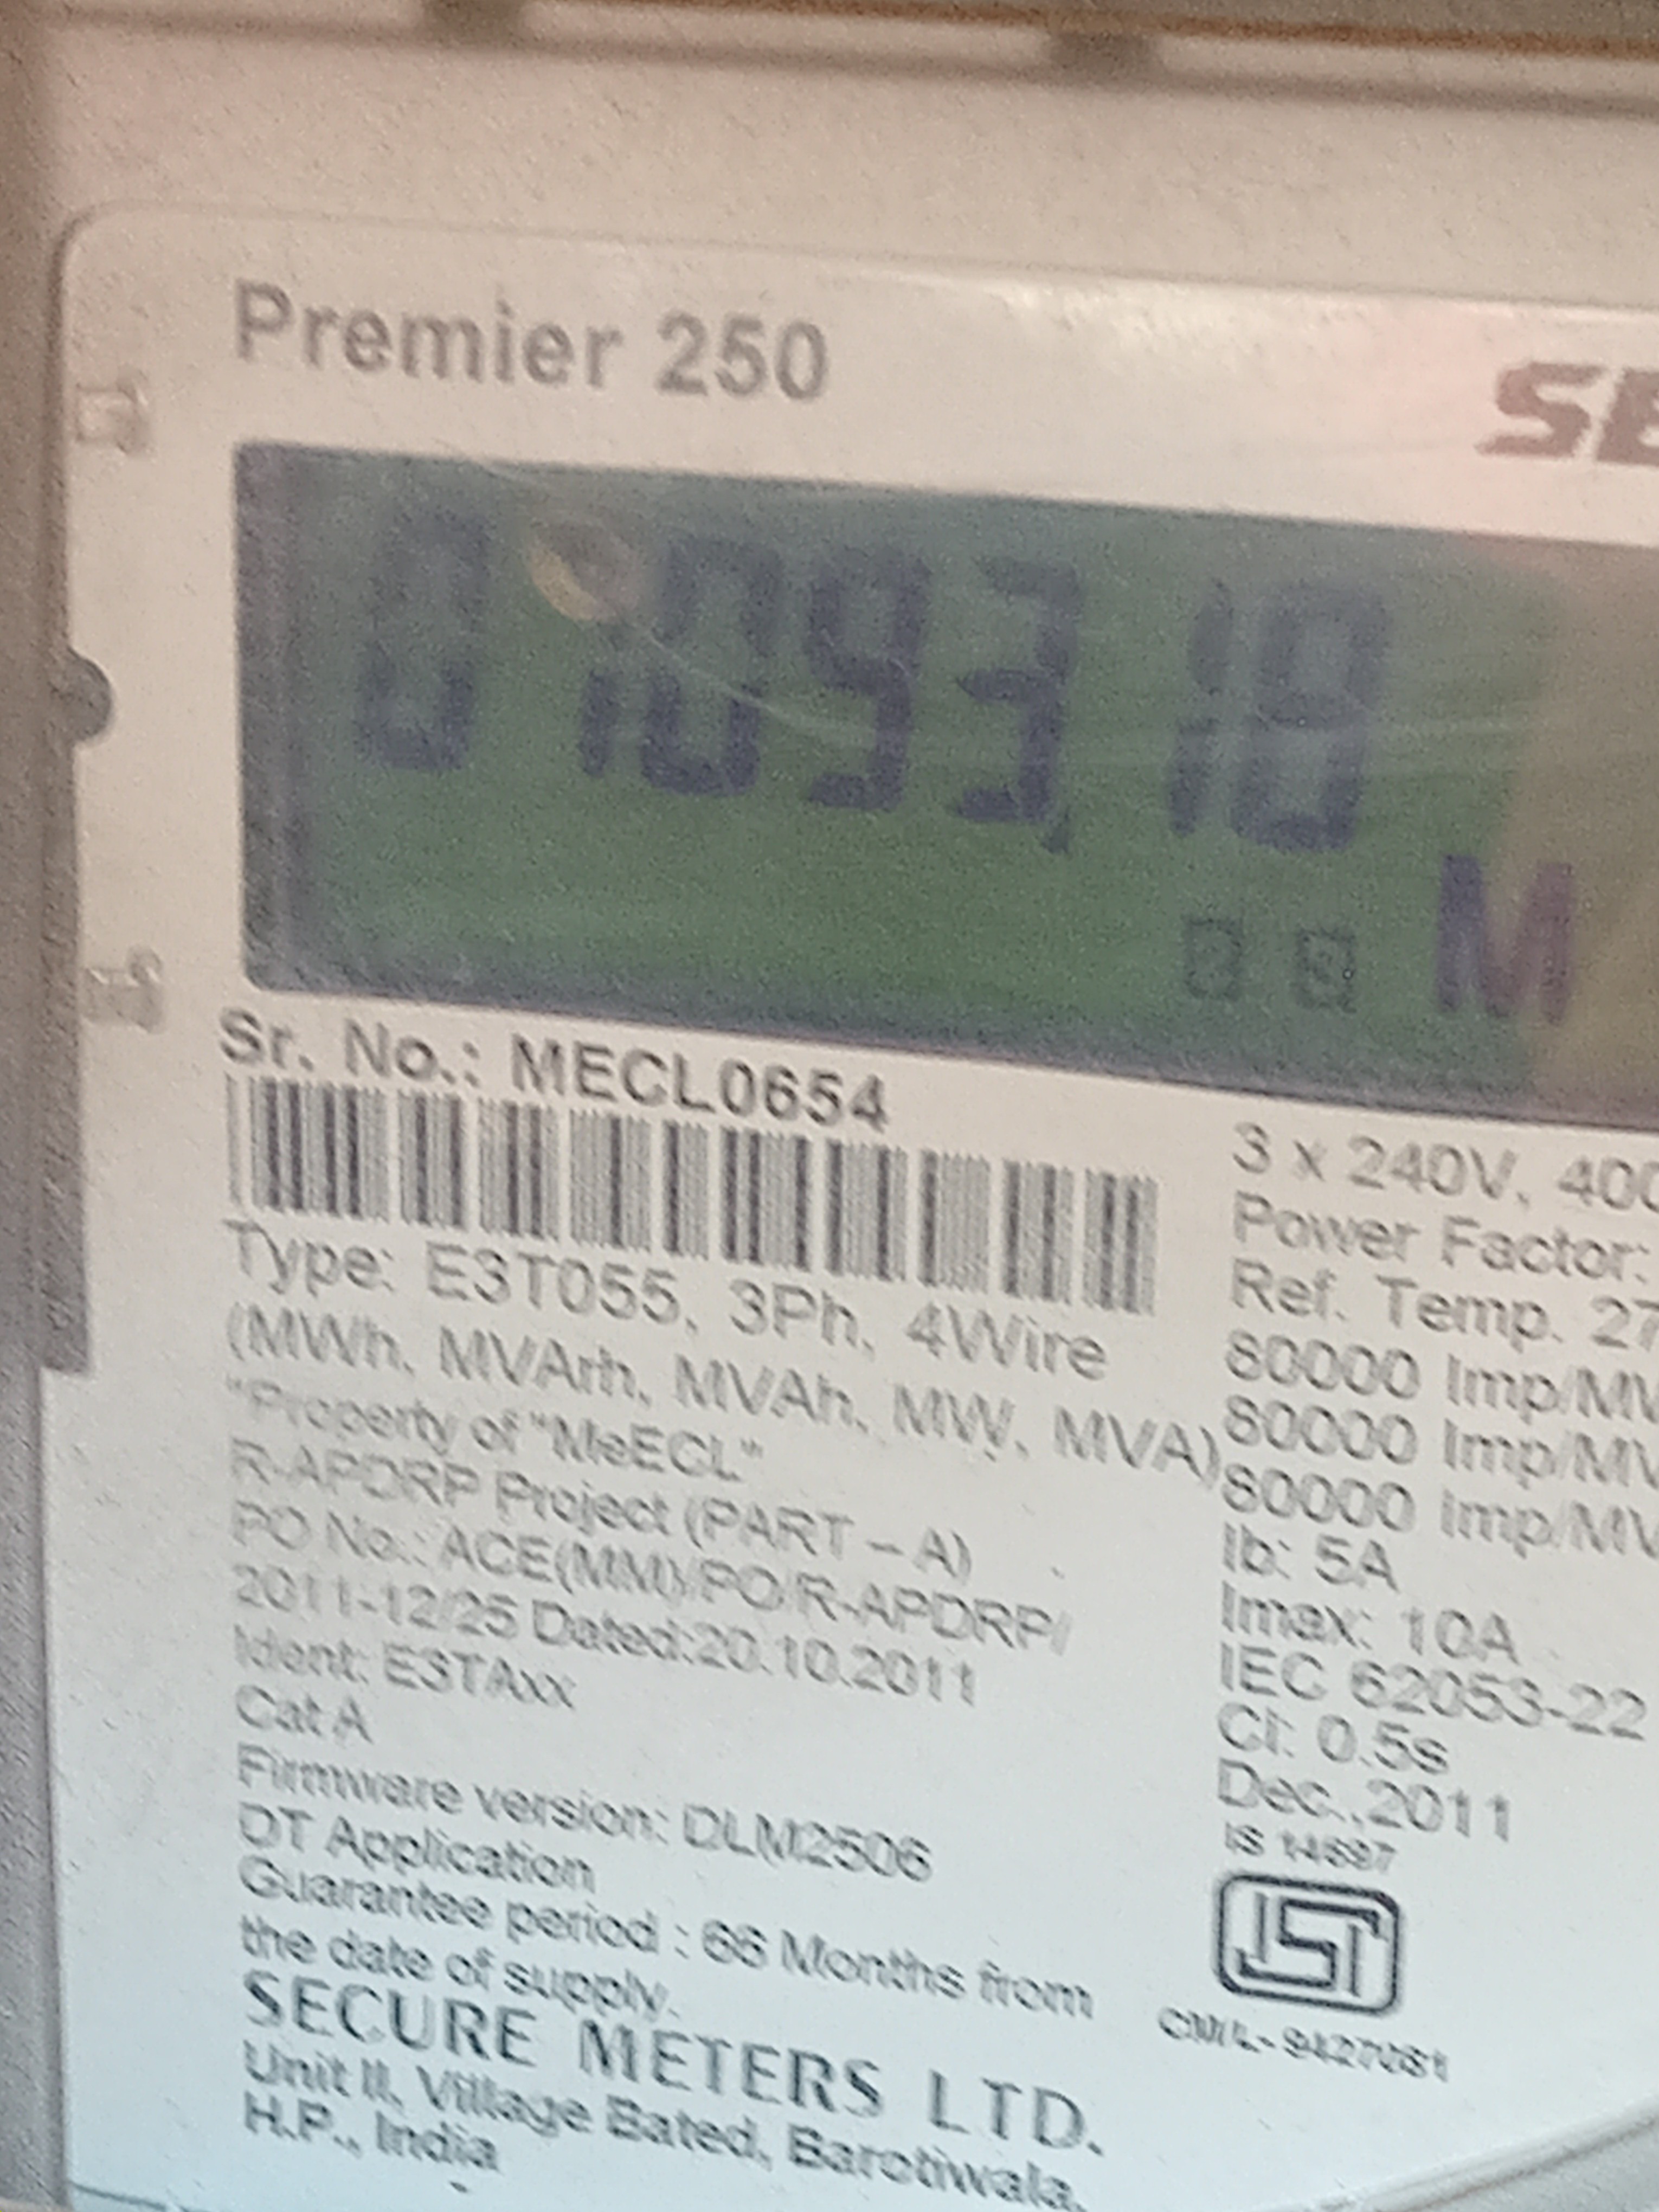 Premier 250
SE
01093.18
M
Sr. No.: MECL0654
Type: E3T055, 3Ph, 4Wire
(MWh, MVArh, MVAh, MW, MVA)
"Property of "MeECL"
R-APDRP Project (PART – A)
PO No.: ACE(MM)/PO/R-APDRP/
2011-12/25 Dated:20.10.2011
Ident: E3TAxx
Cat A
Firmware version: DLM2506
DT Application
Guarantee period : 66 Months from
the date of supply.
SECURE METERS LTD.
Unit II, Village Bated, Barotiwala,
H.P., India
3 x 240V, 400
Power Factor:
Ref. Temp. 27
80000 Imp/MV
80000 Imp/MV
80000 Imp/MV
Ib: 5A
Imax: 10A
IEC 62053-22
Cl: 0.5s
Dec.,2011
IS 14697
CM/L-